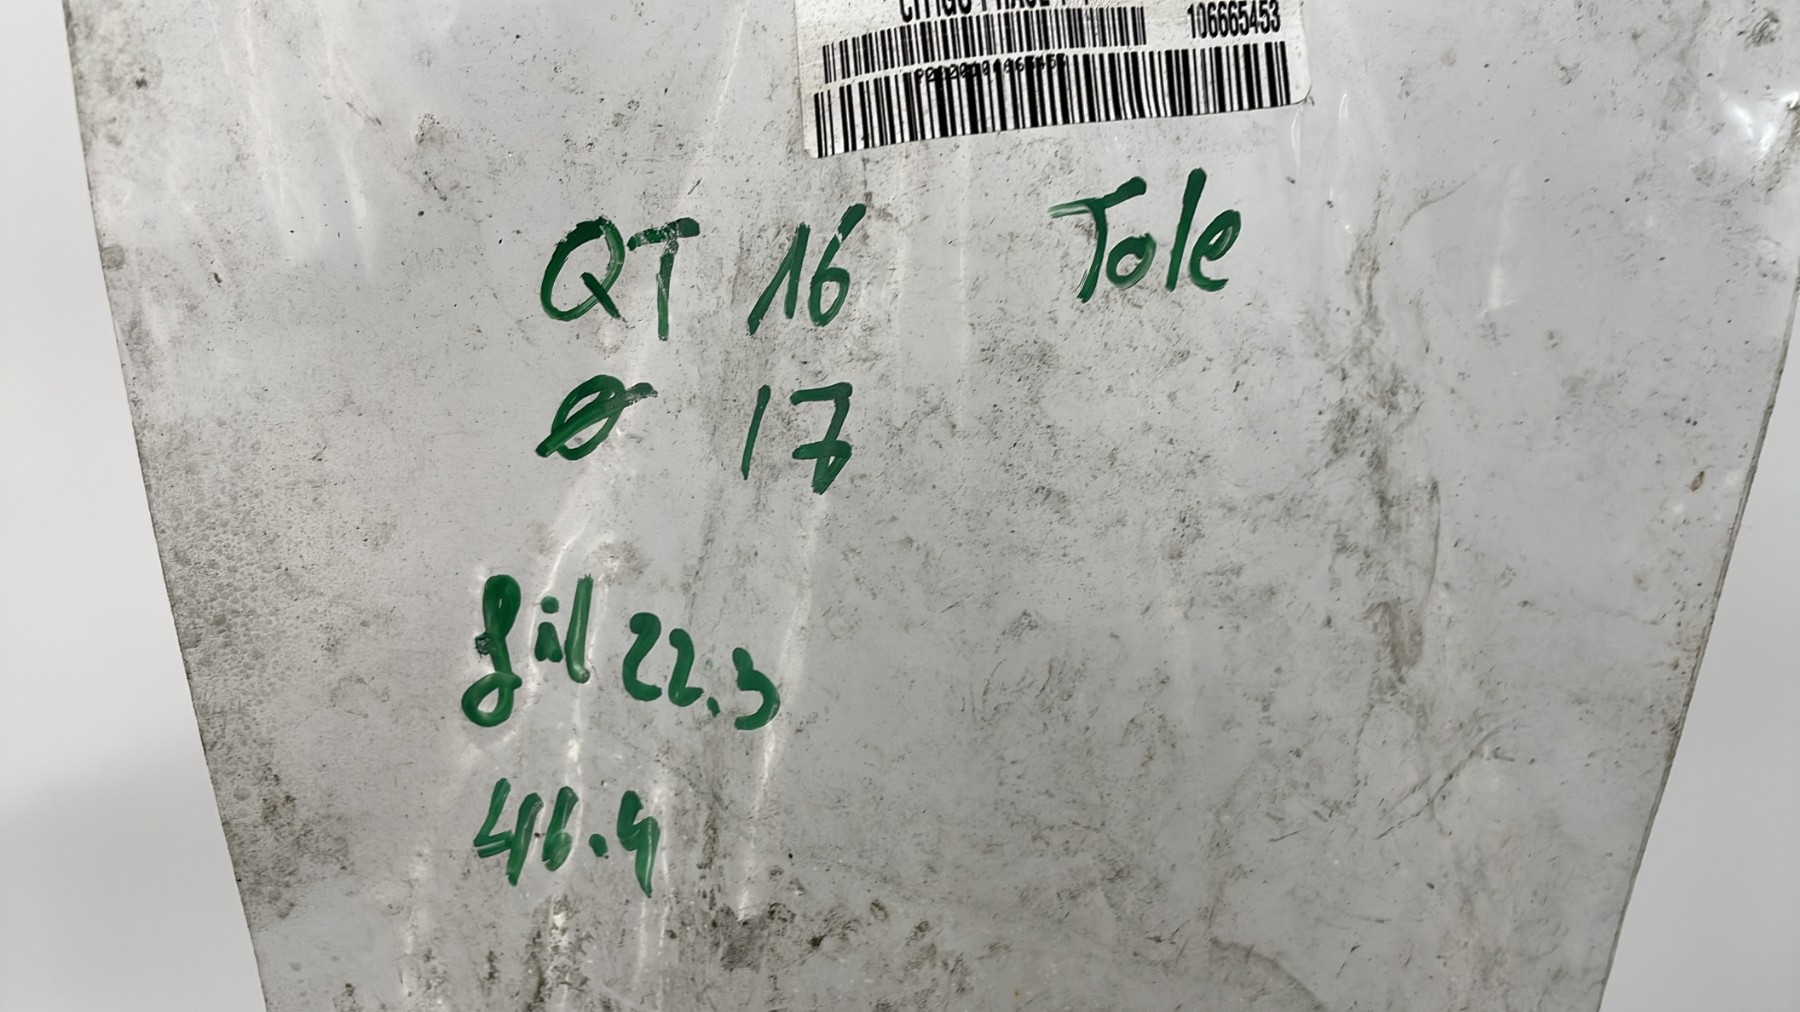 106665453
QT 16 Tole
Ø 17
fil 22.3
46.4